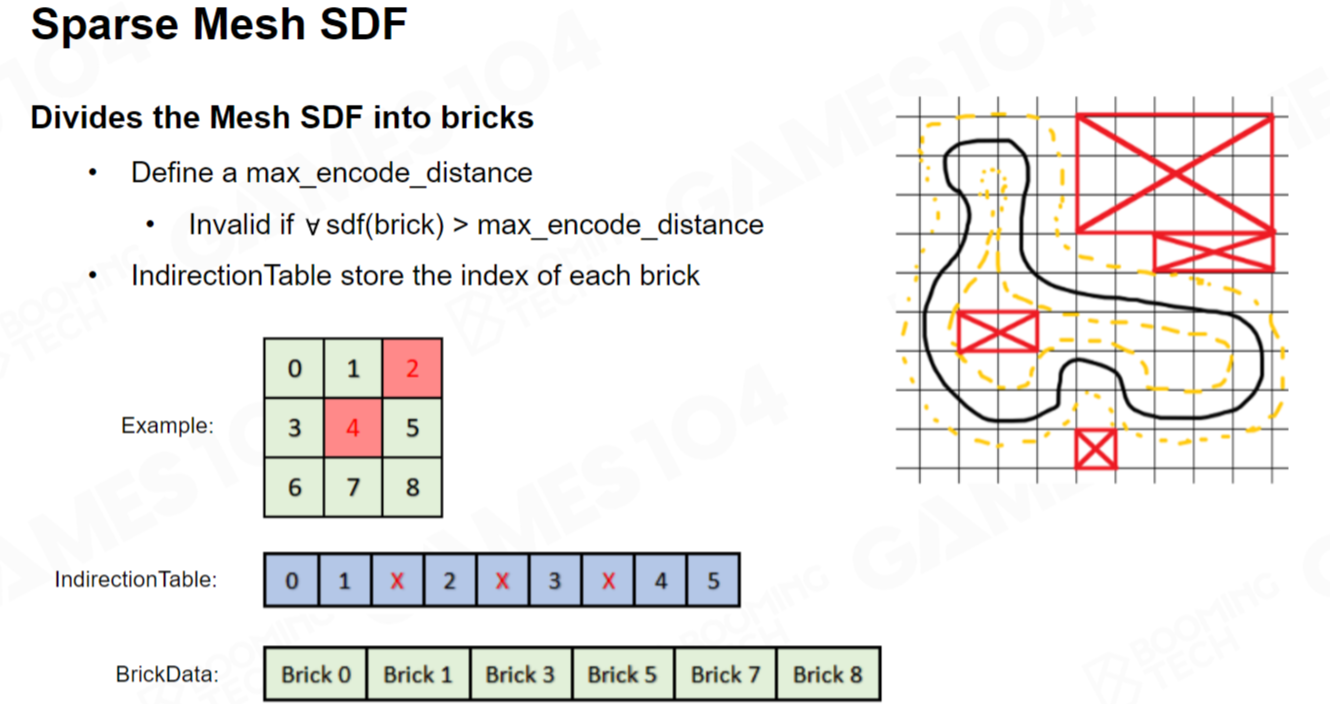 Sparse Mesh SDF
Divides the Mesh SDF into bricks
• Define a max_encode_distance
• Invalid if ∀ sdf(brick) > max_encode_distance
• IndirectionTable store the index of each brick
Example:
0 1 2
3 4 5
6 7 8
IndirectionTable: 0 1 X 2 X 3 X 4 5
BrickData: Brick 0 Brick 1 Brick 3 Brick 5 Brick 7 Brick 8
GAMES104
BOOMING
TECH